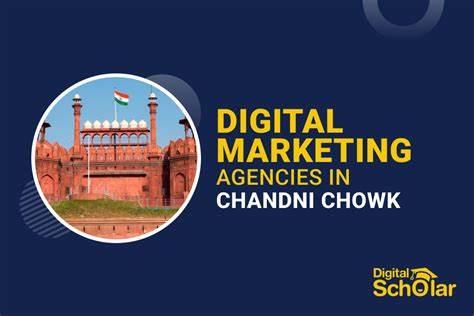 DIGITAL
MARKETING
AGENCIES IN
CHANDNI CHOWK
Digital
Scholar